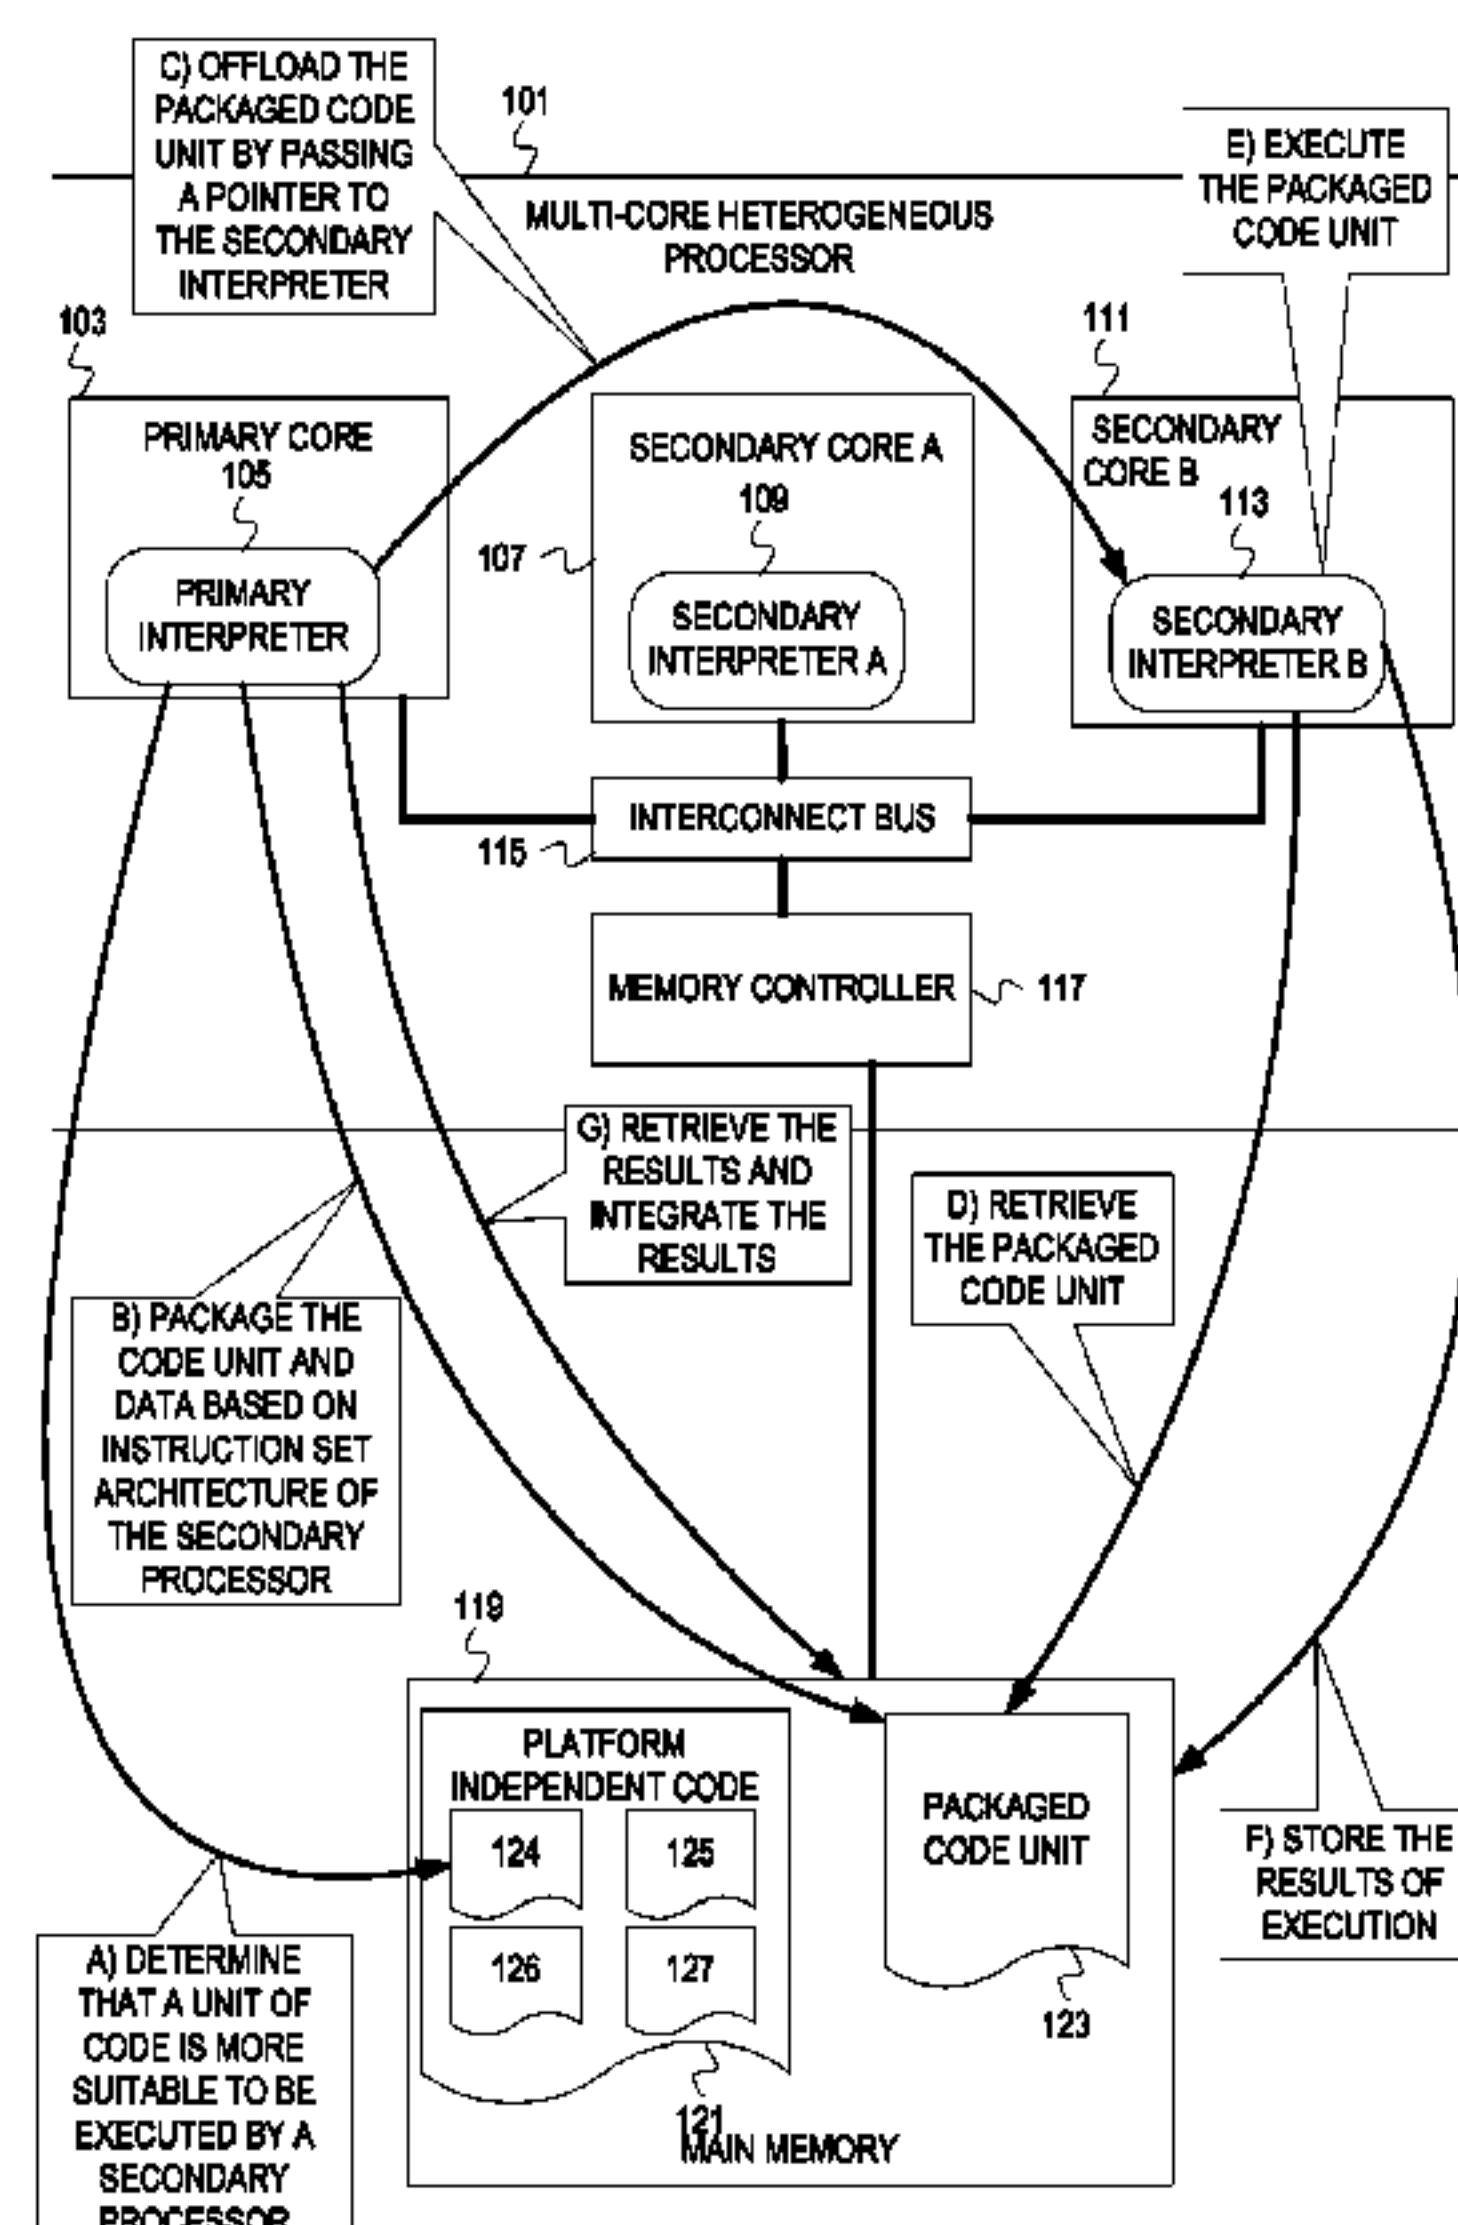 C) OFFLOAD THE
PACKAGED CODE
UNIT BY PASSING
A POINTER TO
THE SECONDARY
INTERPRETER
101
MULTI-CORE HETEROGENEOUS
PROCESSOR
E) EXECUTE
THE PACKAGED
CODE UNIT
103
PRIMARY CORE
105
PRIMARY
INTERPRETER
SECONDARY CORE A
109
107
SECONDARY
INTERPRETER A
111
SECONDARY
CORE B
113
SECONDARY
INTERPRETER B
INTERCONNECT BUS
115
MEMORY CONTROLLER
117
G) RETRIEVE THE
RESULTS AND
INTEGRATE THE
RESULTS
D) RETRIEVE
THE PACKAGED
CODE UNIT
B) PACKAGE THE
CODE UNIT AND
DATA BASED ON
INSTRUCTION SET
ARCHITECTURE OF
THE SECONDARY
PROCESSOR
119
PLATFORM
INDEPENDENT CODE
124
125
126
127
121
PACKAGED
CODE UNIT
123
MAIN MEMORY
F) STORE THE
RESULTS OF
EXECUTION
A) DETERMINE
THAT A UNIT OF
CODE IS MORE
SUITABLE TO BE
EXECUTED BY A
SECONDARY
PROCESSOR